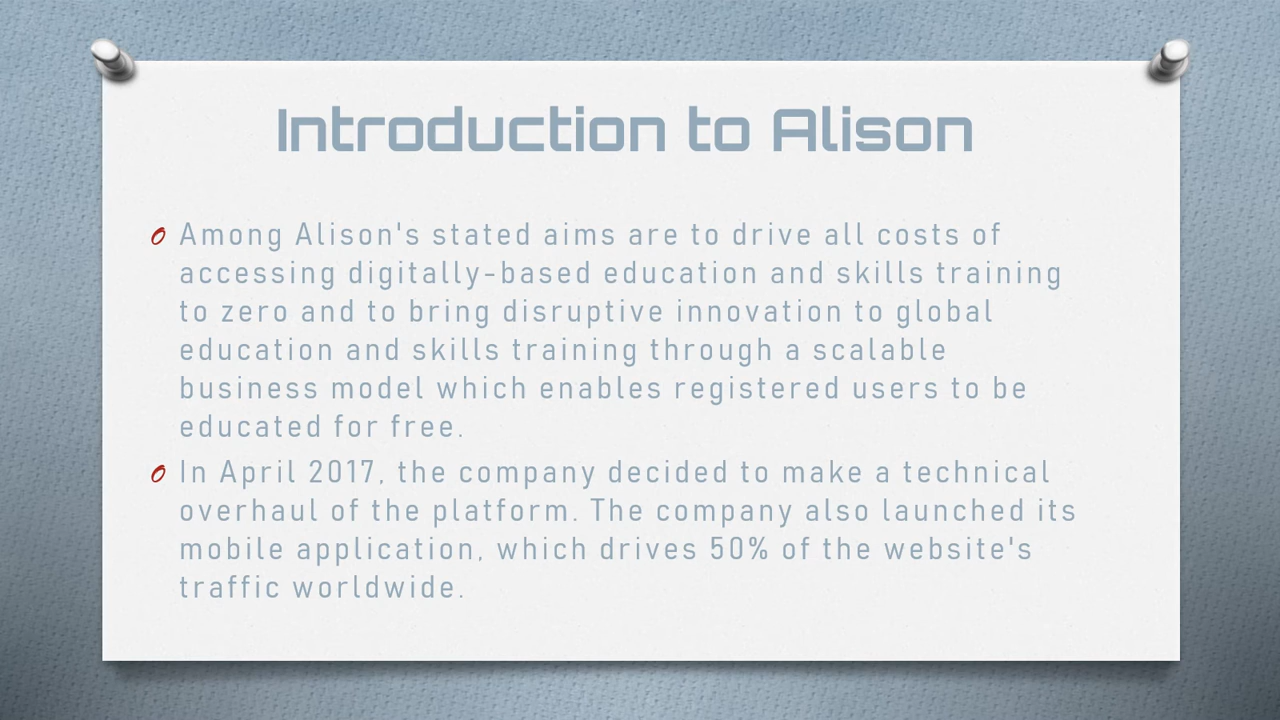 Introduction to Alison
Among Alison's stated aims are to drive all costs of
accessing digitally-based education and skills training
to zero and to bring disruptive innovation to global
education and skills training through a scalable
business model which enables registered users to be
educated for free.
In April 2017, the company decided to make a technical
overhaul of the platform. The company also launched its
mobile application, which drives 50% of the website's
traffic worldwide.